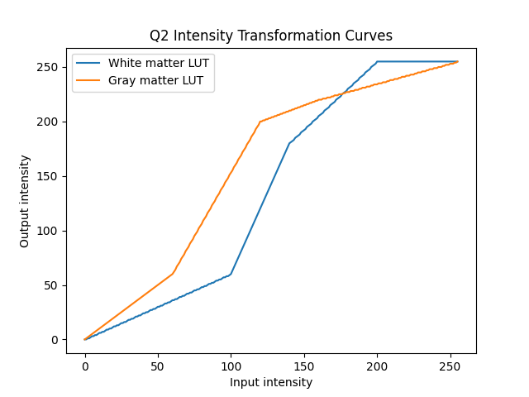 Q2 Intensity Transformation Curves
White matter LUT
Gray matter LUT
Output intensity
250
200
150
100
50
0
0 50 100 150 200 250
Input intensity